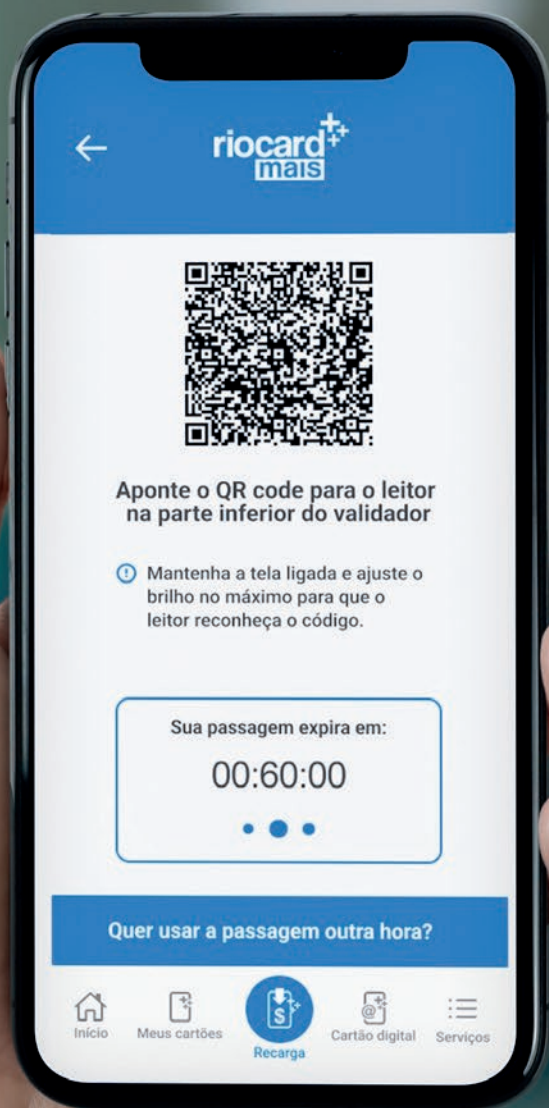 riocard
mais
Aponte o QR code para o leitor
na parte inferior do validador
Mantenha a tela ligada e ajuste o
brilho no máximo para que o
leitor reconheça o código.
Sua passagem expira em:
00:60:00
Quer usar a passagem outra hora?
Início
Meus cartões
Recarga
Cartão digital
Serviços